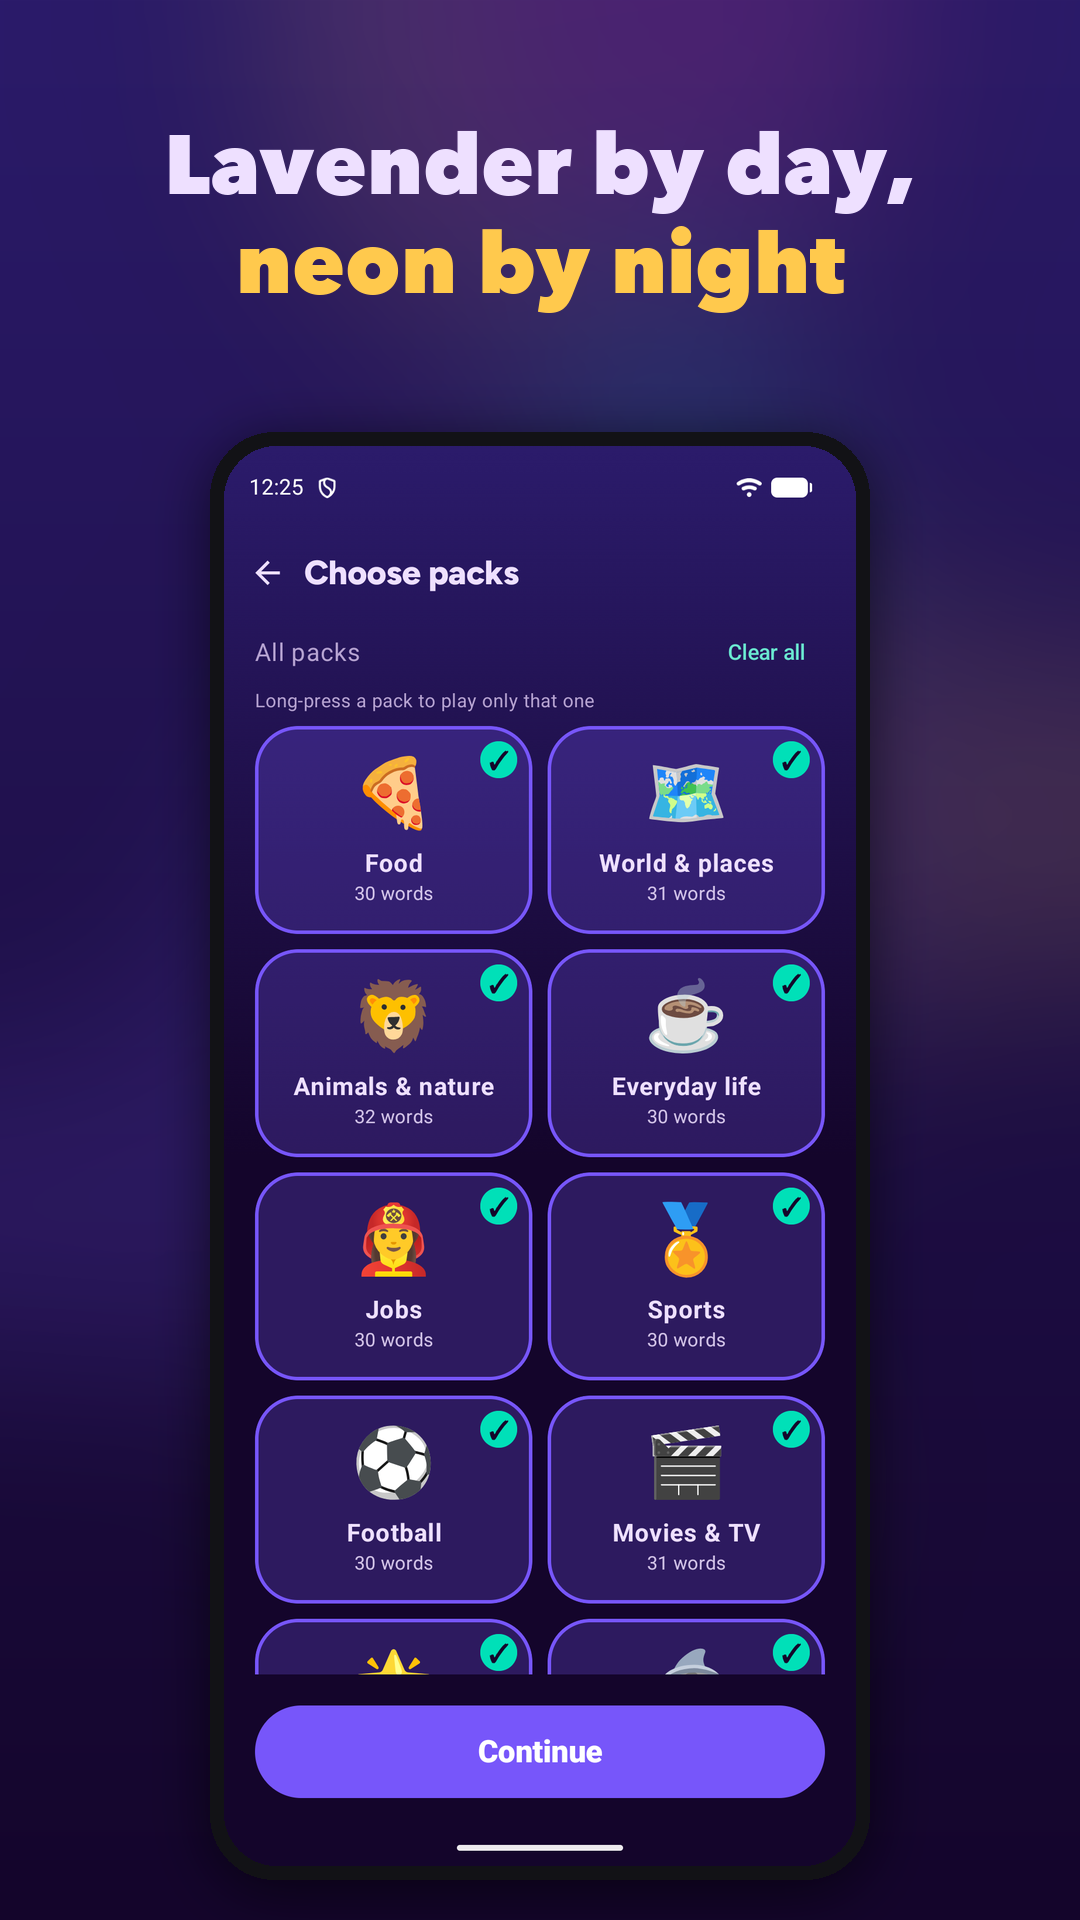 Lavender by day,
neon by night
12:25
Choose packs
All packs
Clear all
Long-press a pack to play only that one
Food
30 words
World & places
31 words
Animals & nature
32 words
Everyday life
30 words
Jobs
30 words
Sports
30 words
Football
30 words
Movies & TV
31 words
Continue